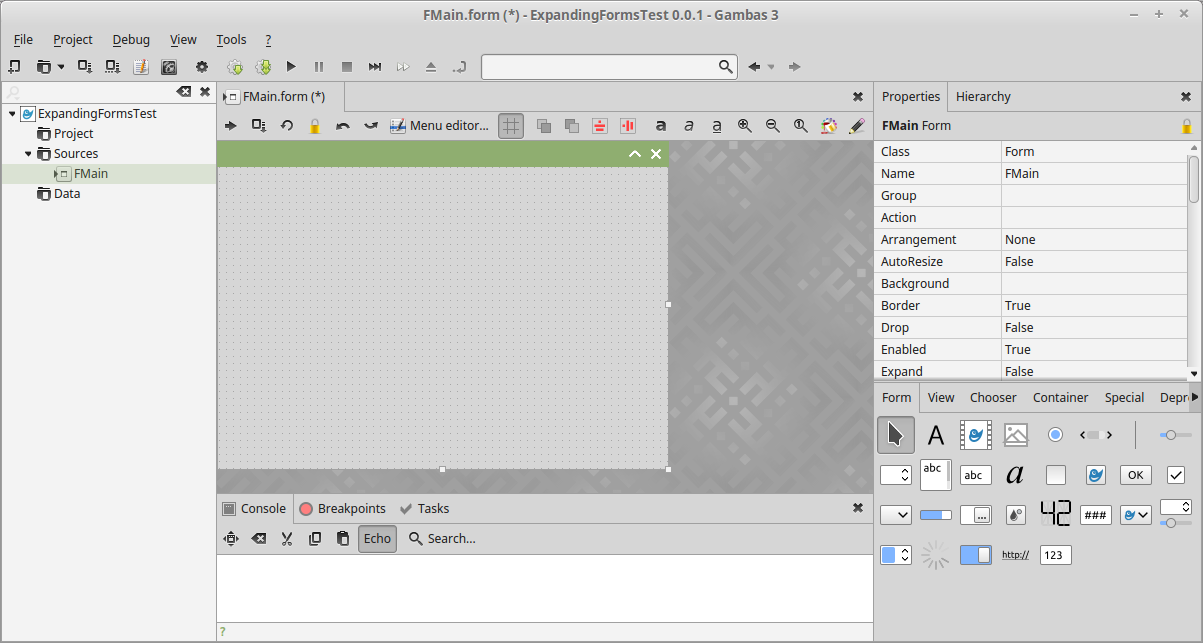 FMain.form (*) - ExpandingFormsTest 0.0.1 - Gambas 3
File Project Debug View Tools ?
FMain.form (*)
Properties Hierarchy
ExpandingFormsTest
Project
Sources
FMain
Data
Menu editor...
a a a
FMain Form
Class Form
Name FMain
Group
Action
Arrangement None
AutoResize False
Background
Border True
Drop False
Enabled True
Expand False
Form View Chooser Container Special Depr
A
abc abc a OK
... 42 ###
http:// 123
Console Breakpoints Tasks
Echo Search...
?